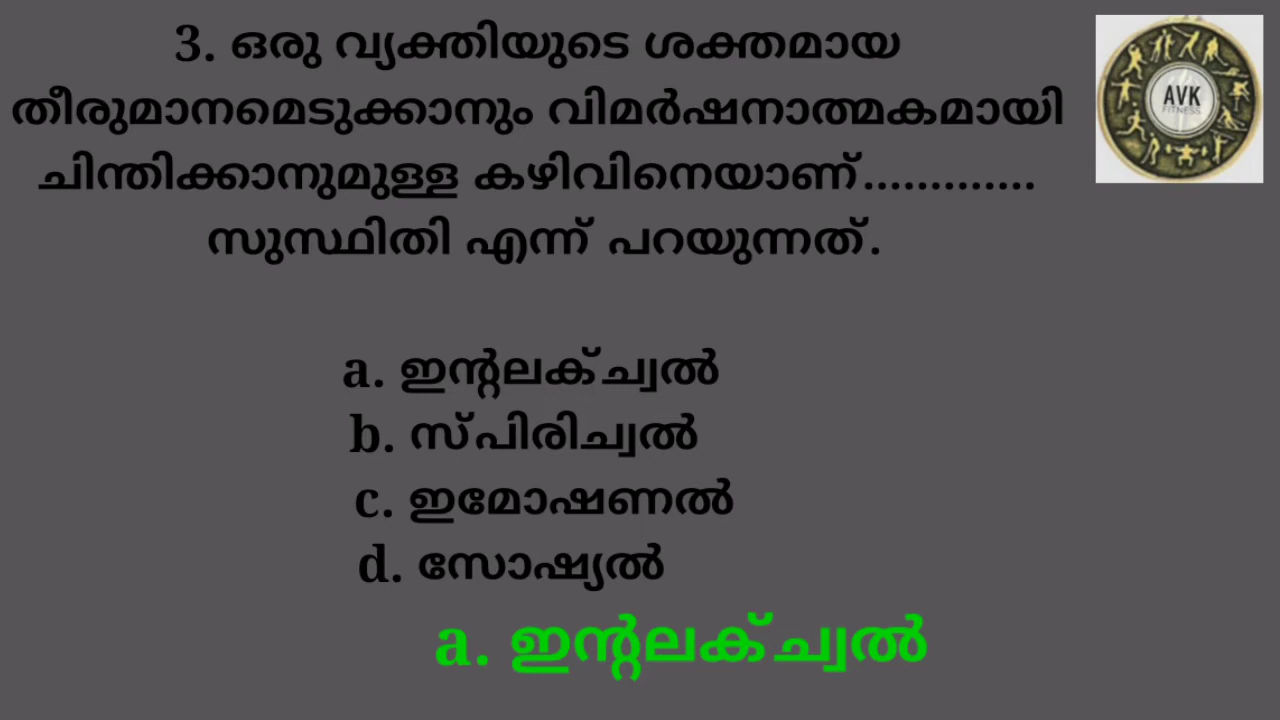 3. ഒരു വ്യക്തിയുടെ ശക്തമായ
തീരുമാനമെടുക്കാനും വിമർഷനാത്മകമായി
ചിന്തിക്കാനുമുള്ള കഴിവിനെയാണ്.............
സുസ്ഥിതി എന്ന് പറയുന്നത്.
AVK
FITNESS
a. ഇന്റലക്ച്വൽ
b. സ്പിരിച്വൽ
c. ഇമോഷണൽ
d. സോഷ്യൽ
a. ഇന്റലക്ച്വൽ